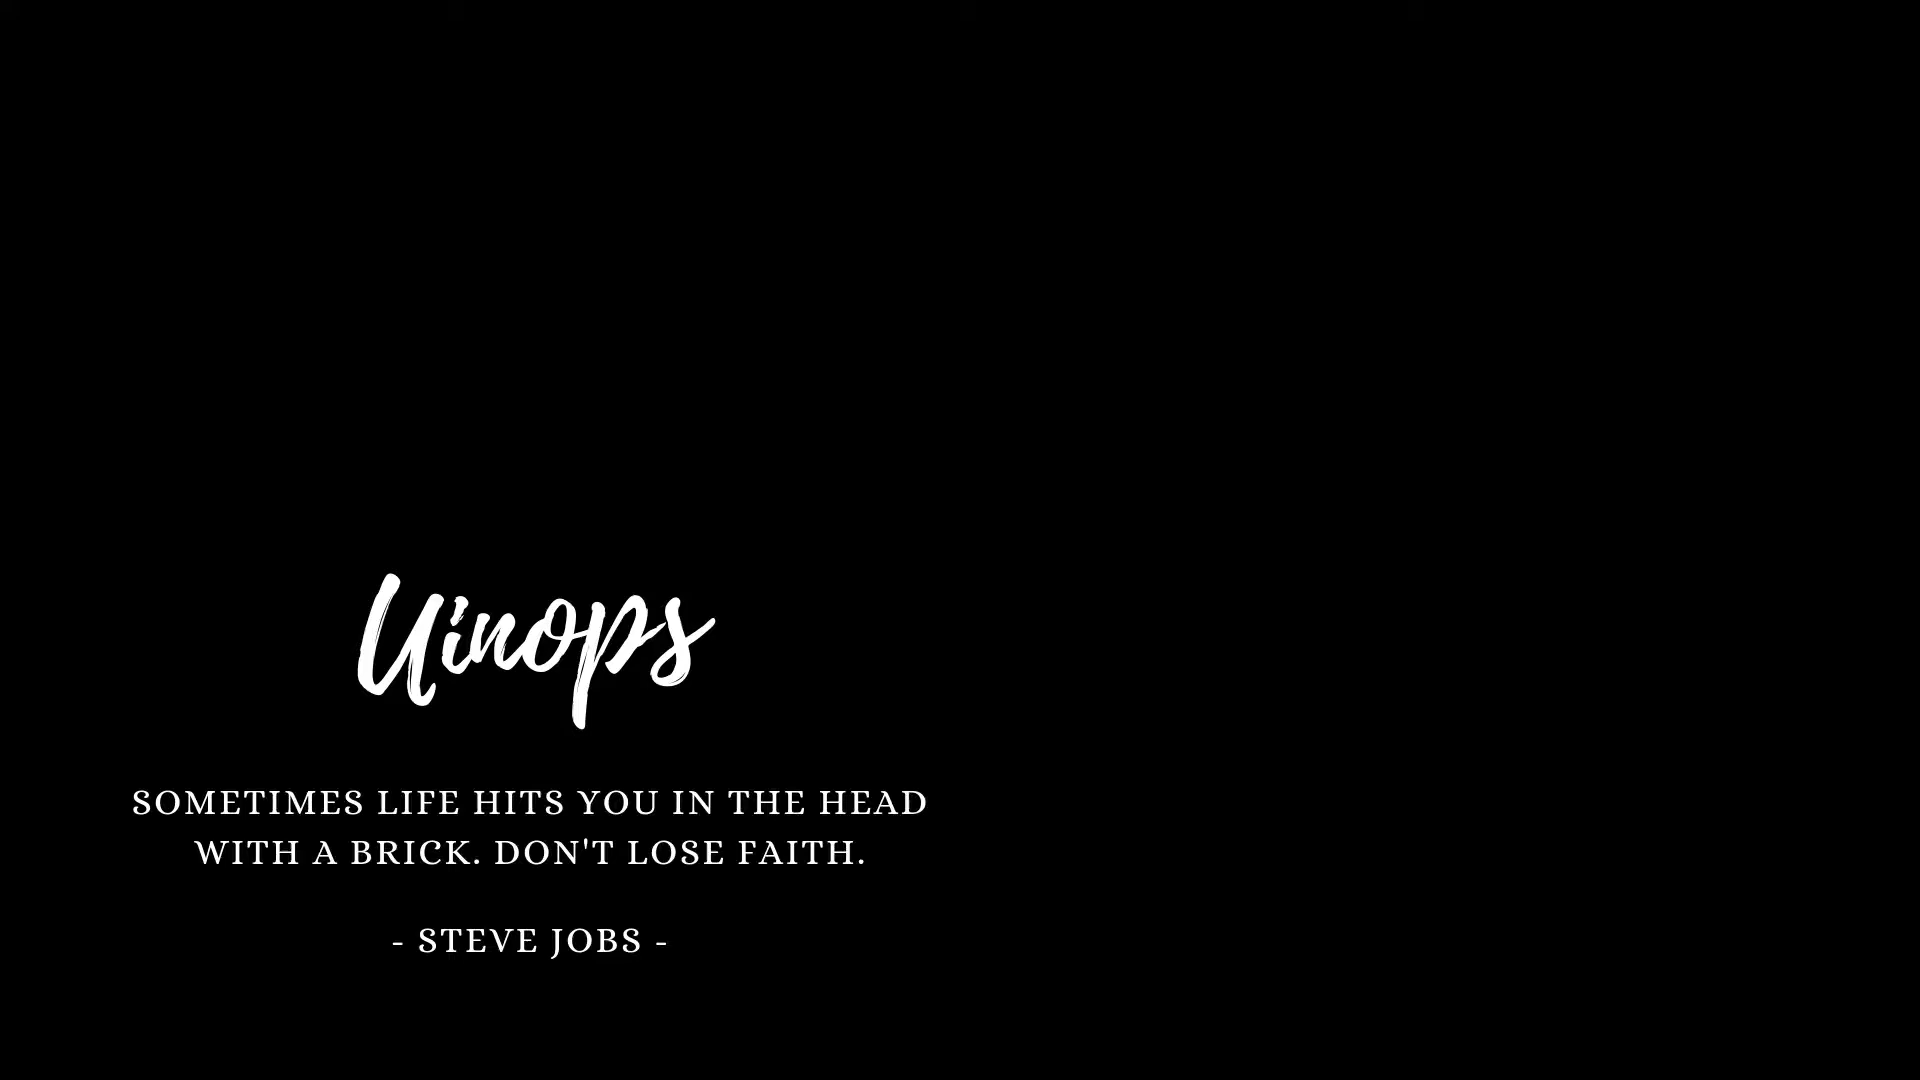 Uinops
SOMETIMES LIFE HITS YOU IN THE HEAD
WITH A BRICK. DON'T LOSE FAITH.
- STEVE JOBS -